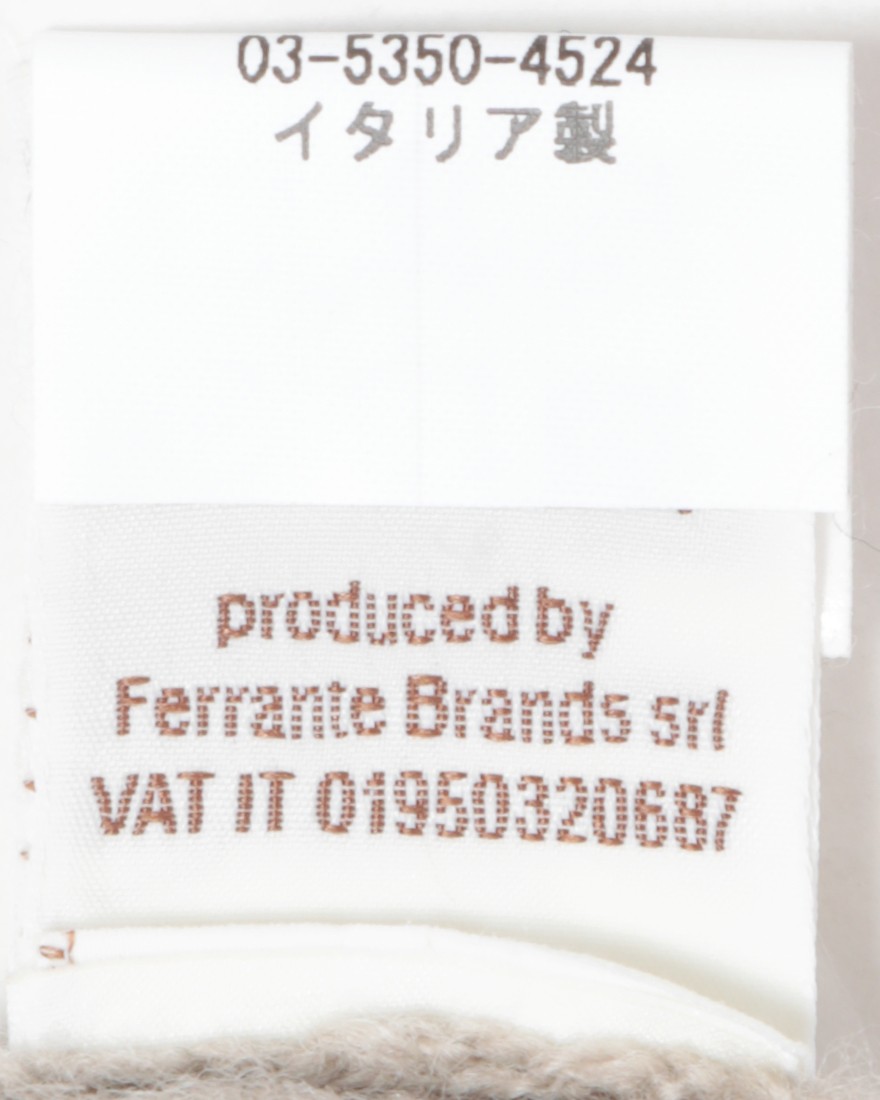 03-5350-4524
イタリア製
produced by
Ferrante Brands srl
VAT IT 01950320687